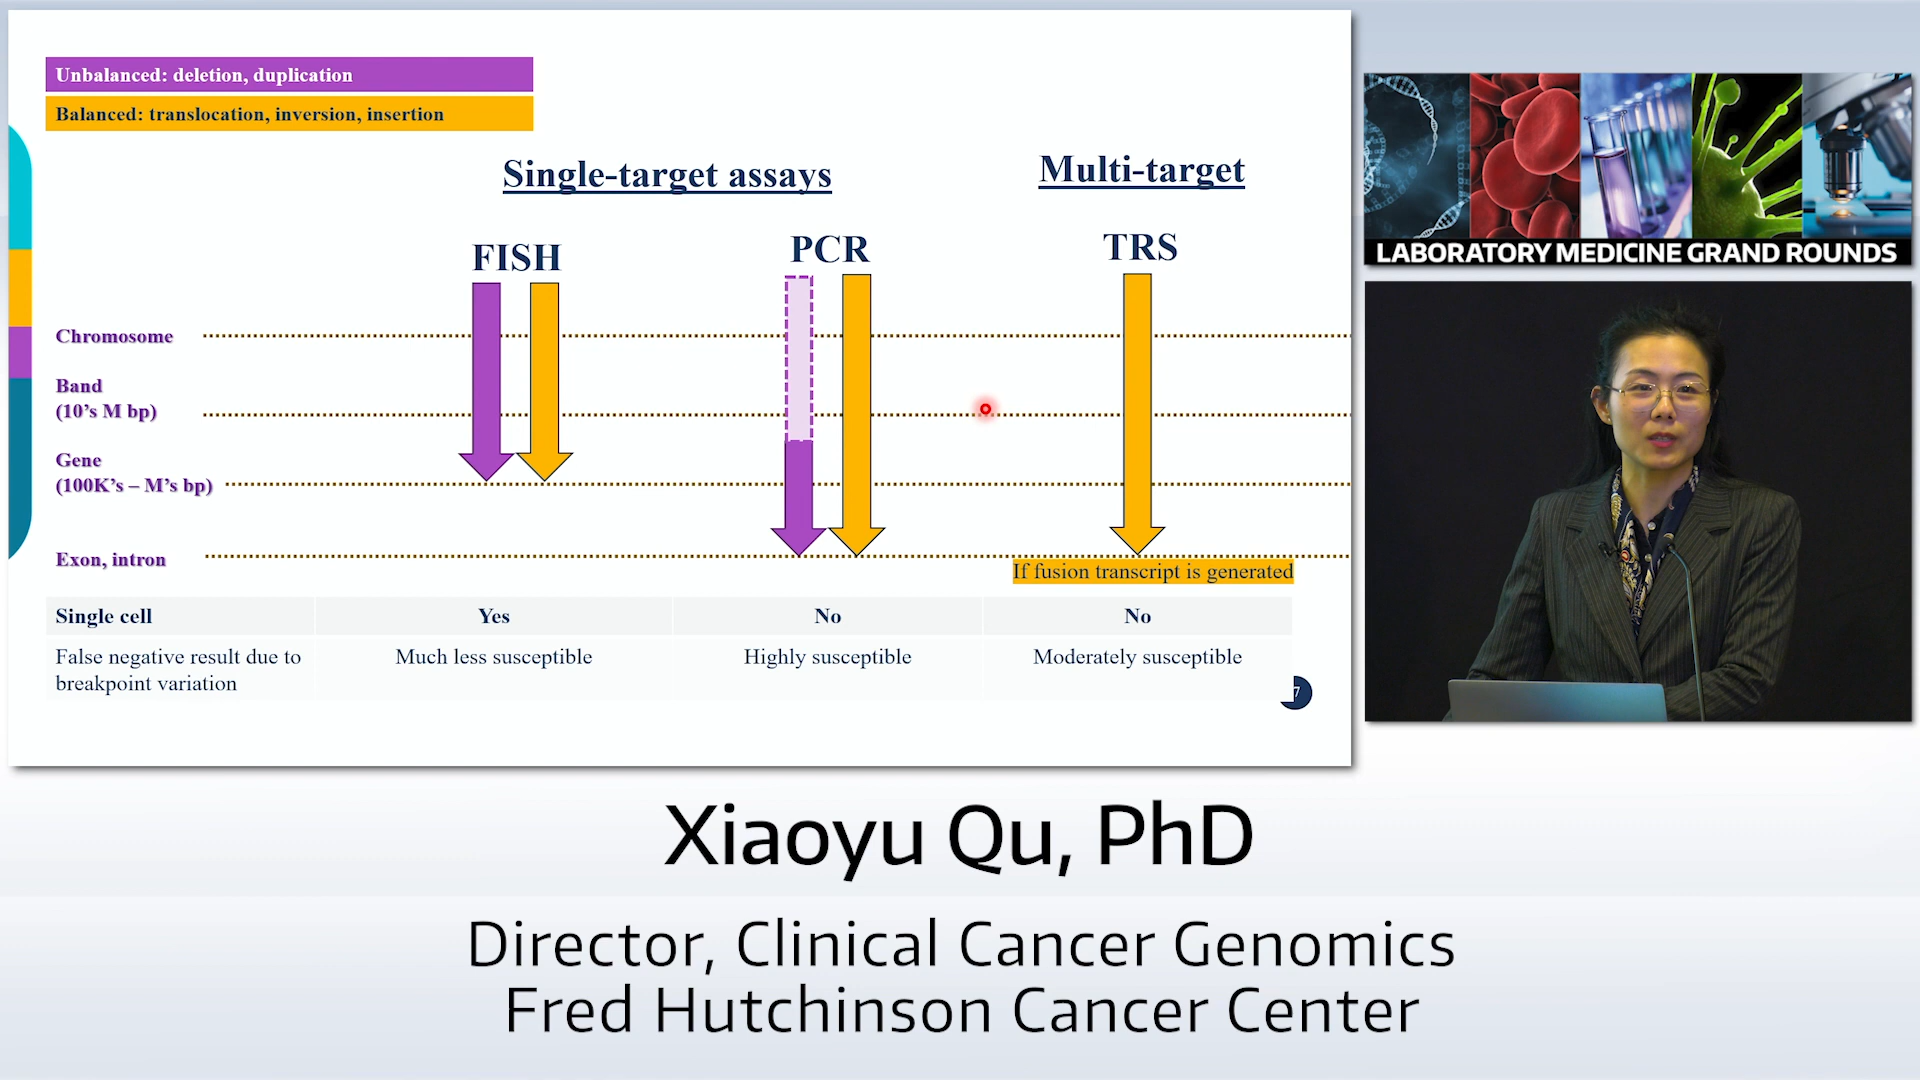 Unbalanced: deletion, duplication
Balanced: translocation, inversion, insertion
Single-target assays
Multi-target
FISH
PCR
TRS
Chromosome
Band
(10’s M bp)
Gene
(100K’s – M’s bp)
Exon, intron
If fusion transcript is generated
Single cell
Yes
No
No
False negative result due to
breakpoint variation
Much less susceptible
Highly susceptible
Moderately susceptible
7
LABORATORY MEDICINE GRAND ROUNDS
Xiaoyu Qu, PhD
Director, Clinical Cancer Genomics
Fred Hutchinson Cancer Center